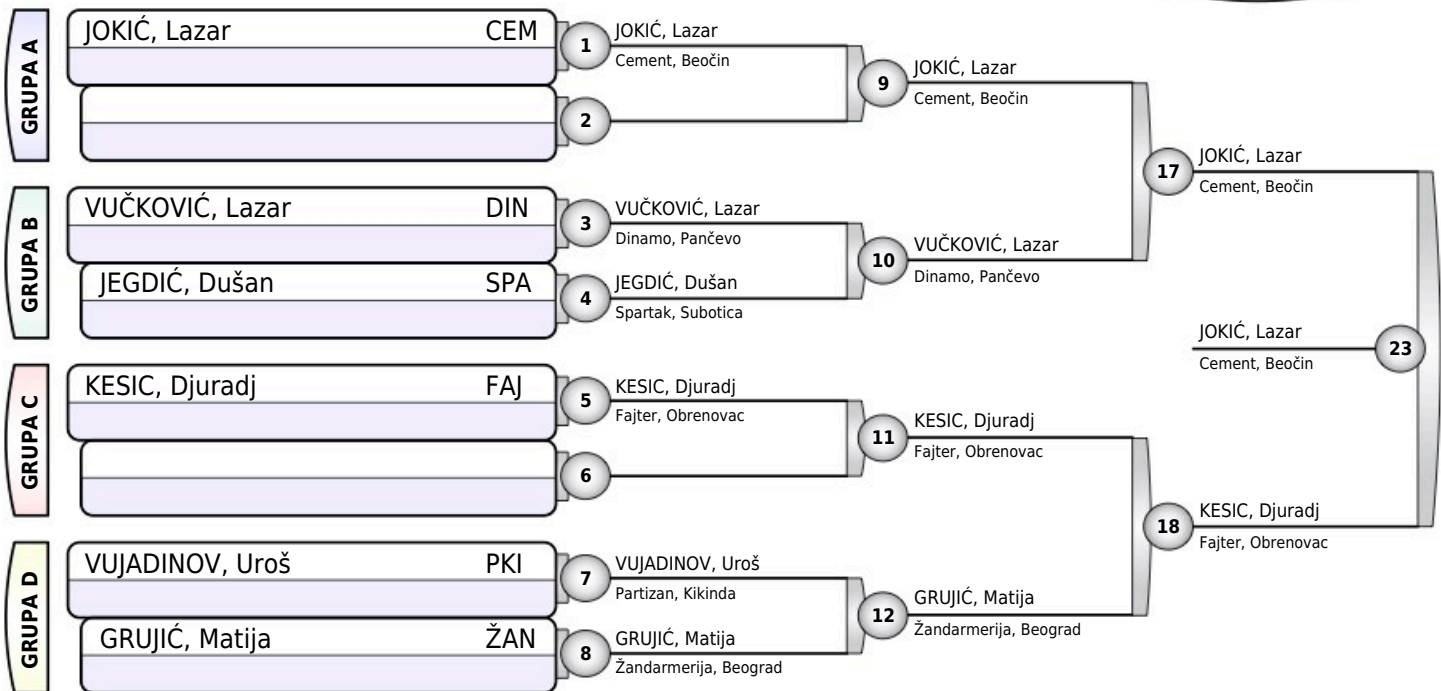 GRUPA A
JOKIĆ, Lazar CEM
1
JOKIĆ, Lazar
Cement, Beočin
2
9
JOKIĆ, Lazar
Cement, Beočin
GRUPA B
VUČKOVIĆ, Lazar DIN
3
VUČKOVIĆ, Lazar
Dinamo, Pančevo
JEGDIĆ, Dušan SPA
4
JEGDIĆ, Dušan
Spartak, Subotica
10
VUČKOVIĆ, Lazar
Dinamo, Pančevo
17
JOKIĆ, Lazar
Cement, Beočin
GRUPA C
KESIC, Djuradj FAJ
5
KESIC, Djuradj
Fajter, Obrenovac
6
11
KESIC, Djuradj
Fajter, Obrenovac
GRUPA D
VUJADINOV, Uroš PKI
7
VUJADINOV, Uroš
Partizan, Kikinda
GRUJIĆ, Matija ŽAN
8
GRUJIĆ, Matija
Žandarmerija, Beograd
12
GRUJIĆ, Matija
Žandarmerija, Beograd
18
KESIC, Djuradj
Fajter, Obrenovac
JOKIĆ, Lazar
Cement, Beočin
23